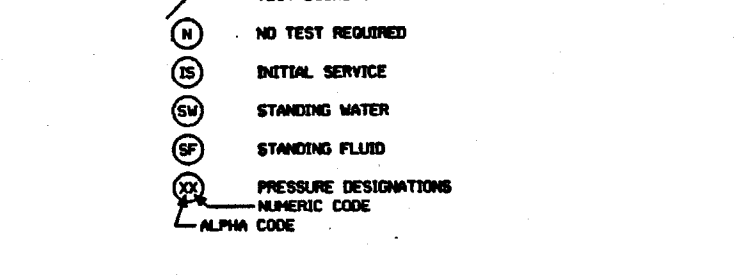 N NO TEST REQUIRED
IS INITIAL SERVICE
SW STANDING WATER
SF STANDING FLUID
XX PRESSURE DESIGNATIONS
NUMERIC CODE
ALPHA CODE